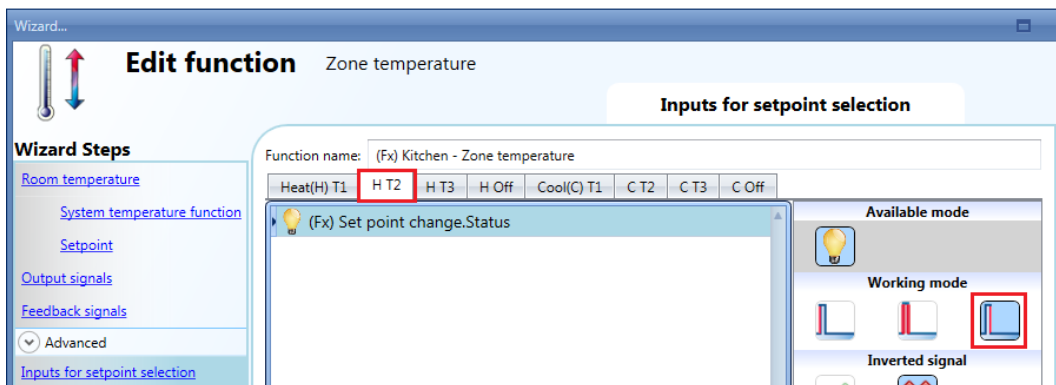 Wizard...
Edit function Zone temperature
Inputs for setpoint selection
Wizard Steps
Room temperature
System temperature function
Setpoint
Output signals
Feedback signals
Advanced
Inputs for setpoint selection
Function name: (Fx) Kitchen - Zone temperature
Heat(H) T1 H T2 H T3 H Off Cool(C) T1 C T2 C T3 C Off
(Fx) Set point change.Status
Available mode
Working mode
Inverted signal